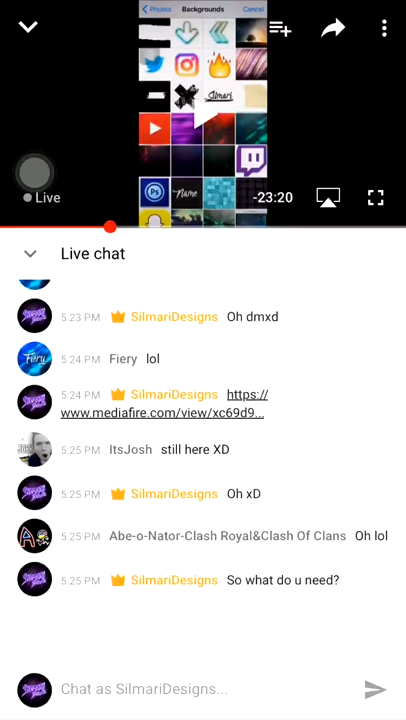 Photos Backgrounds Cancel
Silmari
Name
Ps
Live -23:20
Live chat
5:23 PM SilmariDesigns Oh dmxd
Fiery
5:24 PM Fiery lol
5:24 PM SilmariDesigns https://
www.mediafire.com/view/xc69d9...
5:25 PM ItsJosh still here XD
5:25 PM SilmariDesigns Oh xD
5:25 PM Abe-o-Nator-Clash Royal&Clash Of Clans Oh lol
5:25 PM SilmariDesigns So what do u need?
Chat as SilmariDesigns...